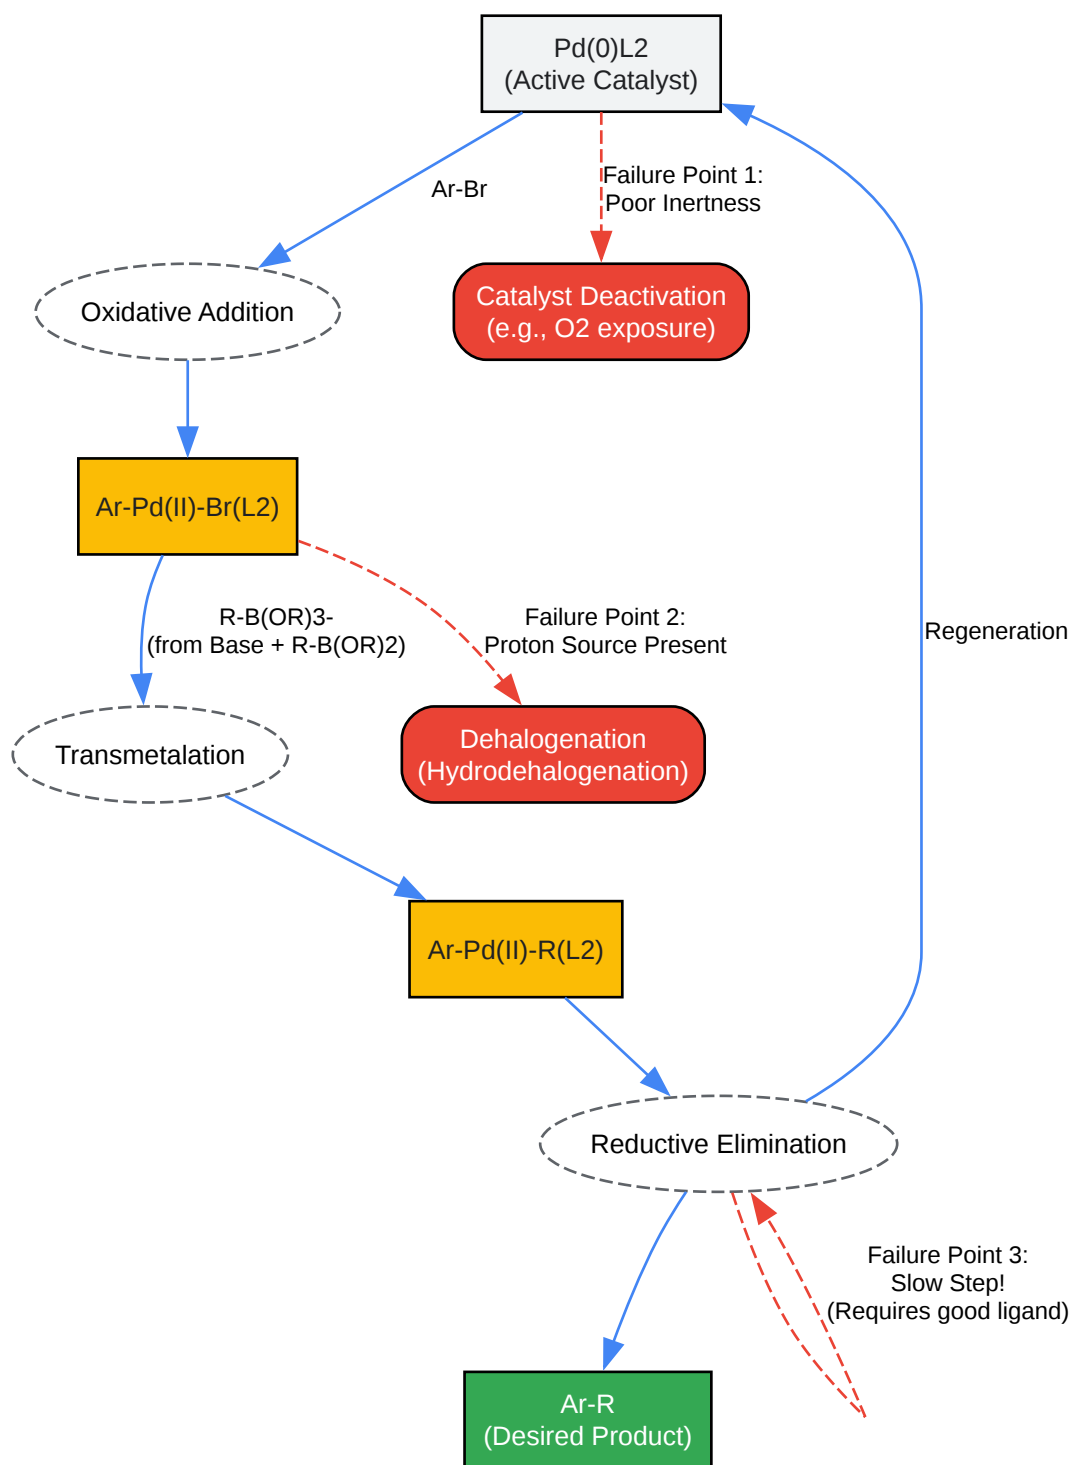 Pd(0)L2
(Active Catalyst)
Ar-Br
Failure Point 1:
Poor Inertness
Oxidative Addition
Catalyst Deactivation
(e.g., O2 exposure)
Ar-Pd(II)-Br(L2)
R-B(OR)3-
(from Base + R-B(OR)2)
Failure Point 2:
Proton Source Present
Regeneration
Transmetalation
Dehalogenation
(Hydrodehalogenation)
Ar-Pd(II)-R(L2)
Reductive Elimination
Failure Point 3:
Slow Step!
(Requires good ligand)
Ar-R
(Desired Product)